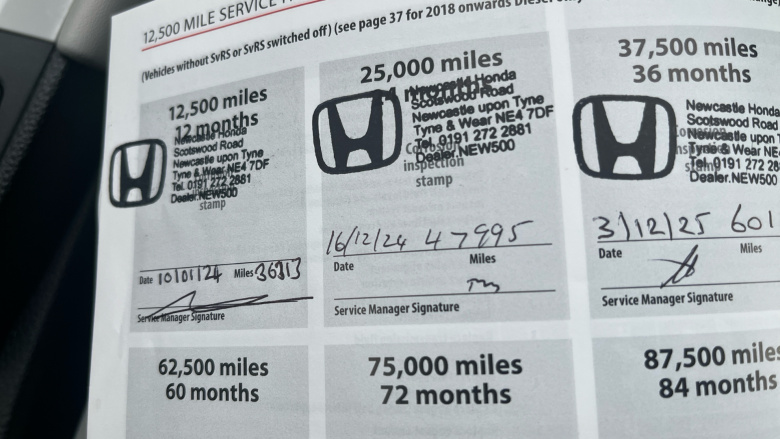 12,500 MILE SERVICE
(Vehicles without SvRS or SvRS switched off) (see page 37 for 2018 onwards Diesel only
12,500 miles
12 months
Newcastle Honda
Scotswood Road
Newcastle upon Tyne
Tyne & Wear NE4 7DF
Tel. 0191 272 2881
Dealer.NEW500
stamp
Date 10/01/24 Miles 36313
Service Manager Signature
25,000 miles
Newcastle Honda
Scotswood Road
Newcastle upon Tyne
Tyne & Wear NE4 7DF
Tel. 0191 272 2881
Dealer.NEW500
inspection
stamp
16/12/24 47995
Date Miles
Service Manager Signature
37,500 miles
36 months
Newcastle Honda
Scotswood Road
Newcastle upon
Tyne & Wear NE
Tel. 0191 272 28
Dealer.NEW500
31/12/25 601
Date Miles
Service Manager Signature
62,500 miles
60 months
75,000 miles
72 months
87,500 miles
84 months